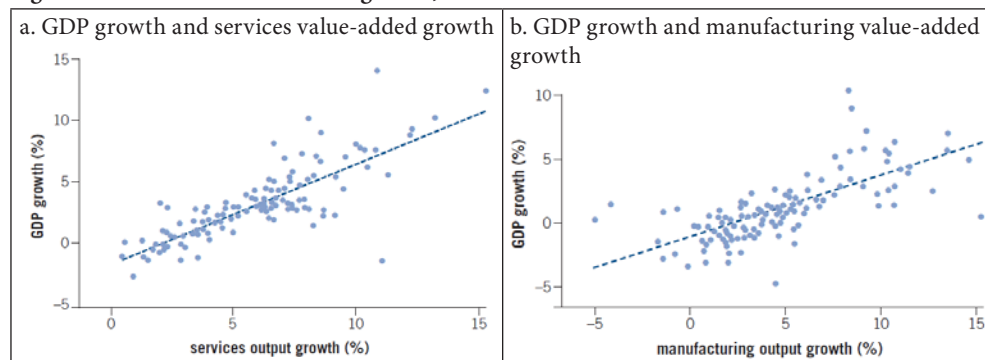 a. GDP growth and services value-added growth
b. GDP growth and manufacturing value-added
growth
15
10
5
0
–5
GDP growth (%)
0
5
10
15
services output growth (%)
10
5
0
–5
GDP growth (%)
–5
0
5
10
15
manufacturing output growth (%)